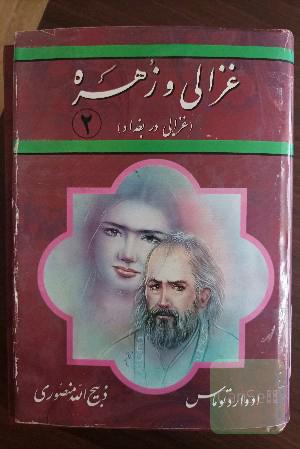 غزالی و زهره
(غزالی در بغداد)
۲
ادوارد توماس
ذبیح الله منصوری